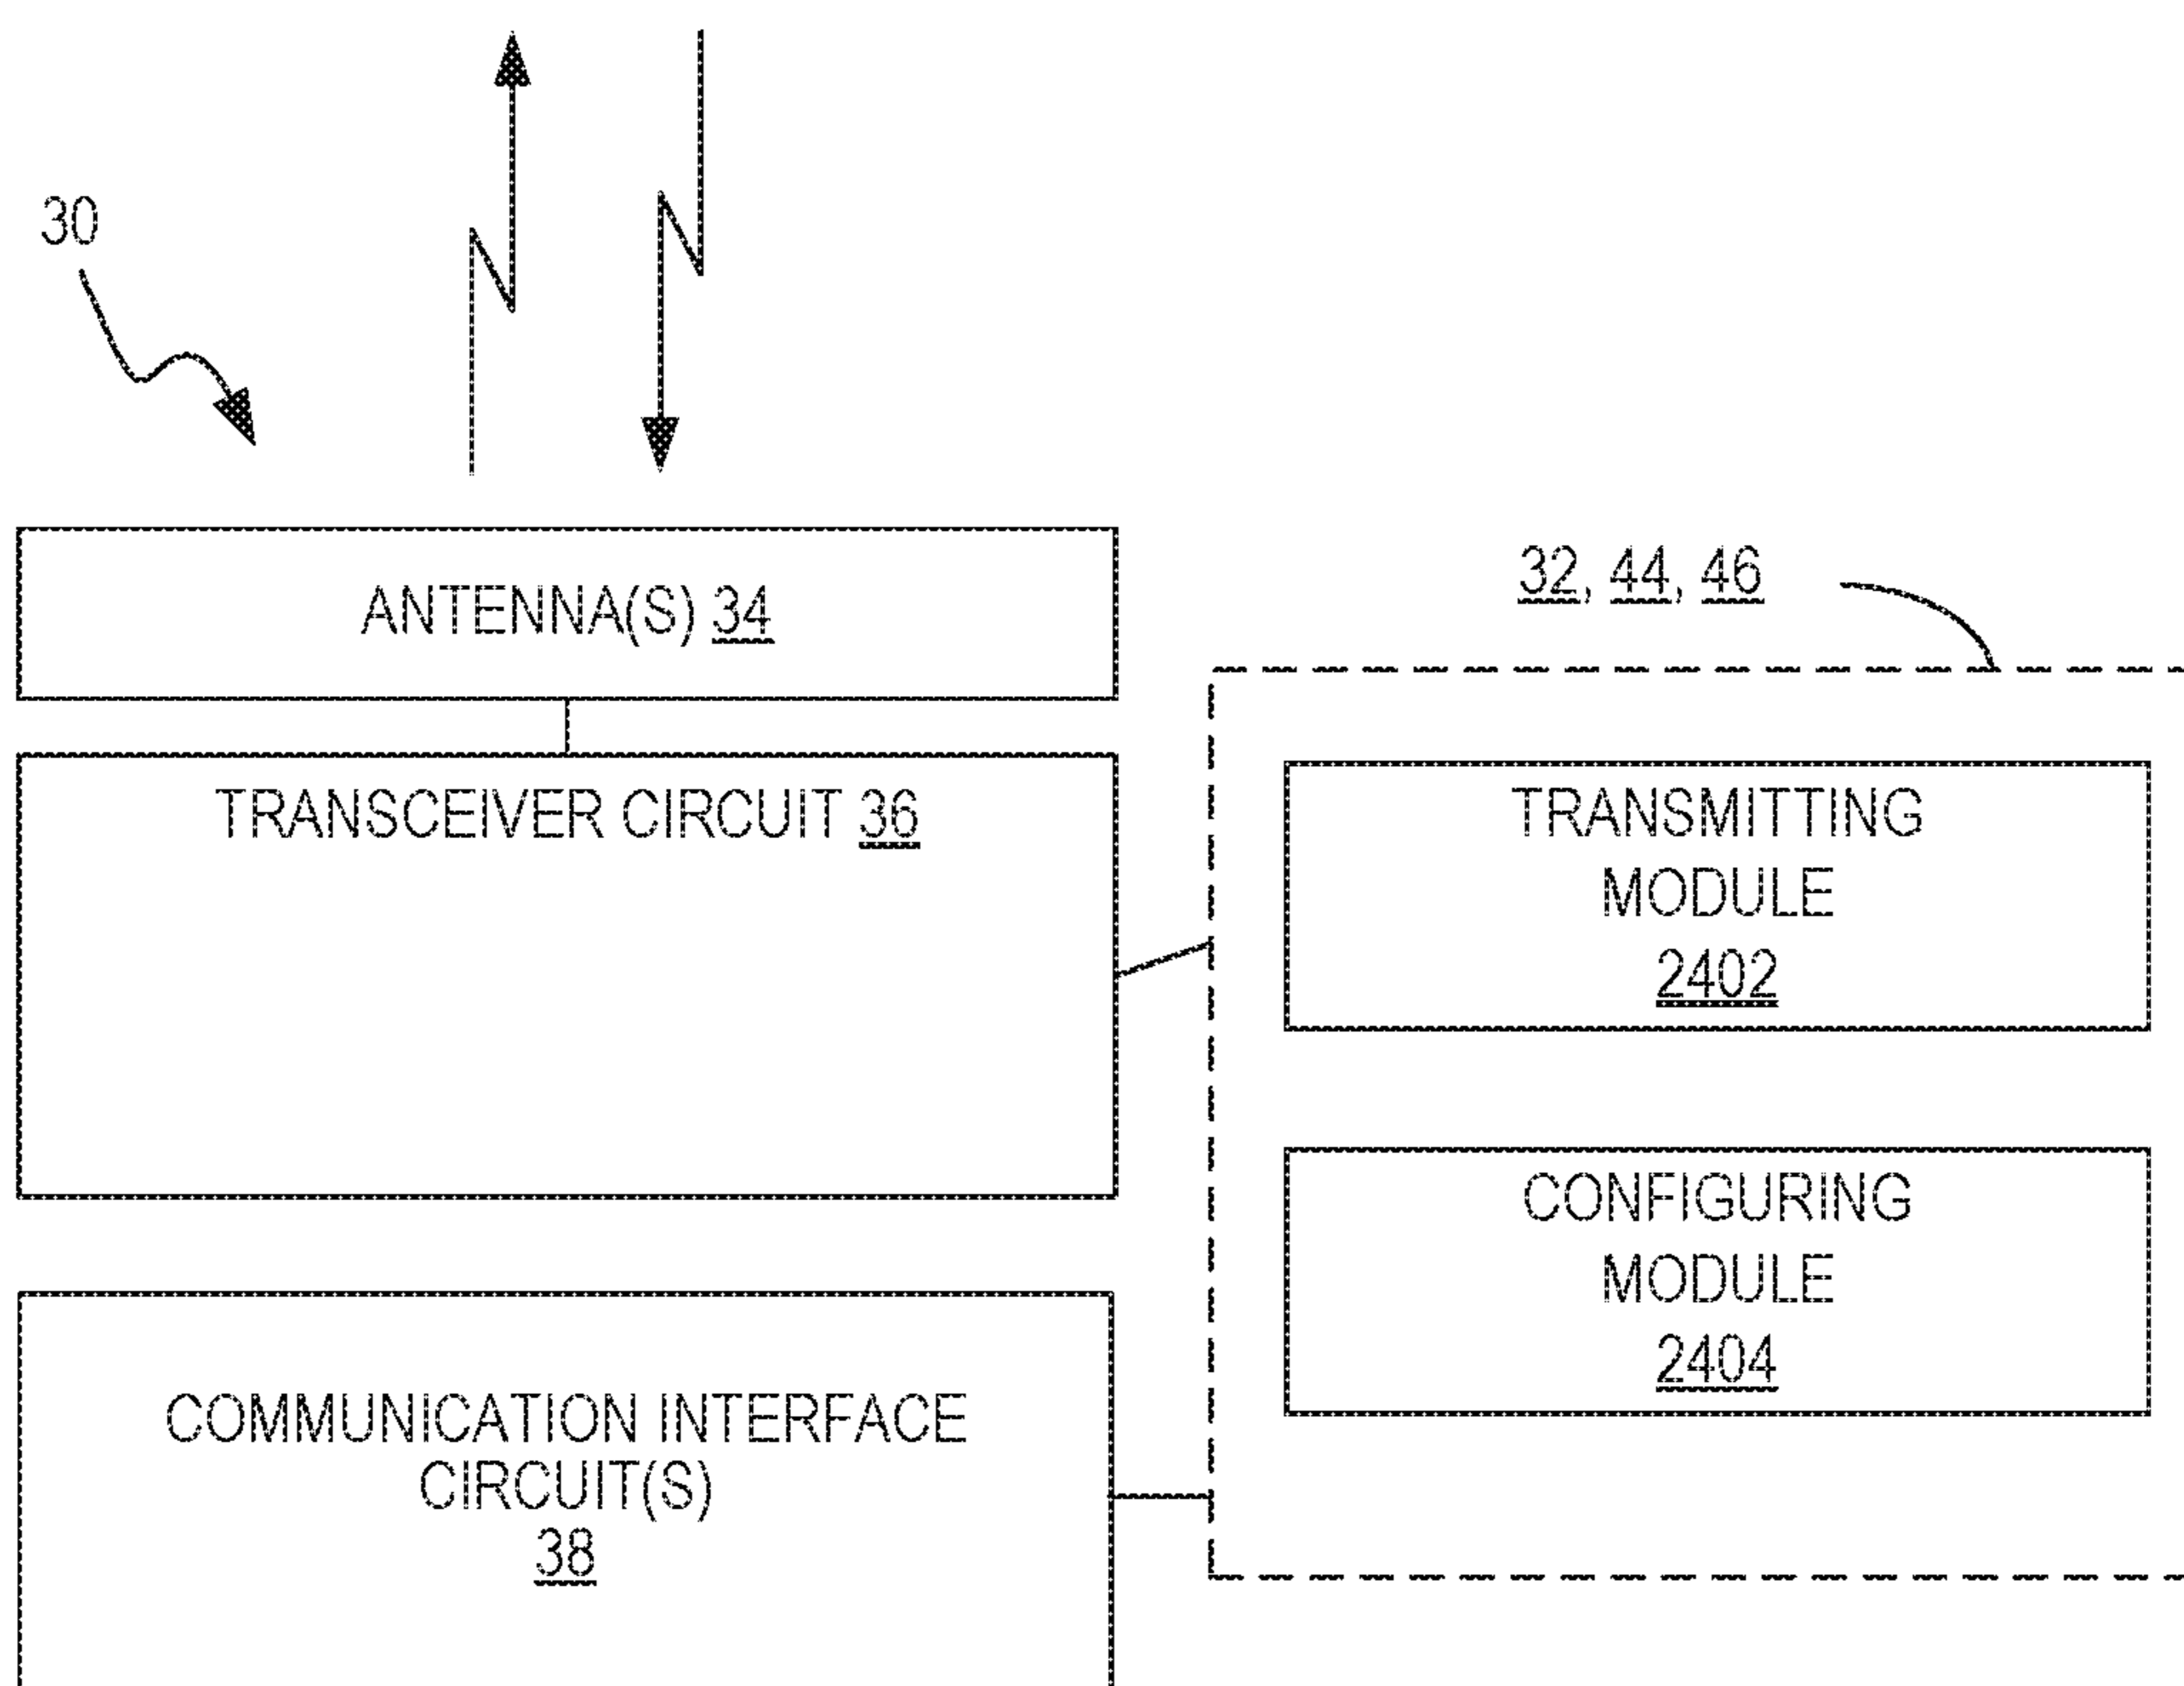 30
ANTENNA(S) 34
32, 44, 46
TRANSCEIVER CIRCUIT 36
TRANSMITTING
MODULE
2402
CONFIGURING
MODULE
2404
COMMUNICATION INTERFACE
CIRCUIT(S)
38